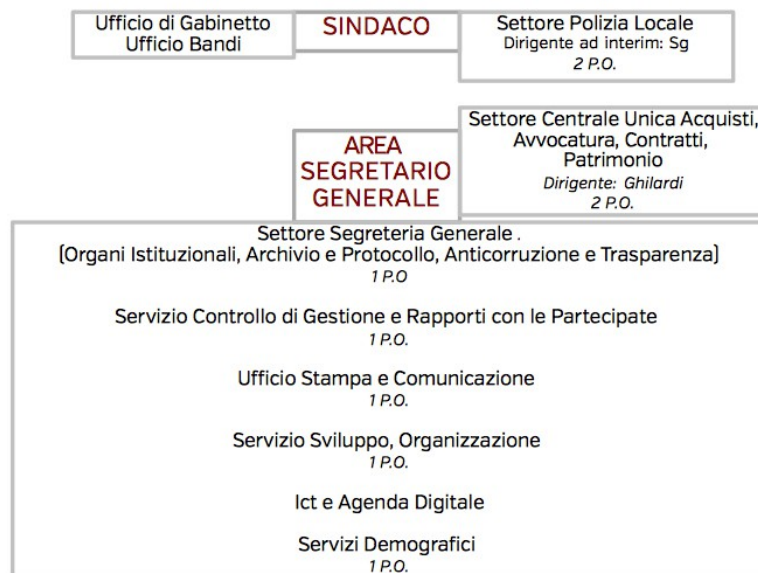 Ufficio di Gabinetto
Ufficio Bandi
SINDACO
Settore Polizia Locale
Dirigente ad interim: Sg
2 P.O.
AREA
SEGRETARIO
GENERALE
Settore Centrale Unica Acquisti,
Avvocatura, Contratti,
Patrimonio
Dirigente: Ghilardi
2 P.O.
Settore Segreteria Generale .
(Organi Istituzionali, Archivio e Protocollo, Anticorruzione e Trasparenza)
1 P.O
Servizio Controllo di Gestione e Rapporti con le Partecipate
1 P.O.
Ufficio Stampa e Comunicazione
1 P.O.
Servizio Sviluppo, Organizzazione
1 P.O.
Ict e Agenda Digitale
Servizi Demografici
1 P.O.